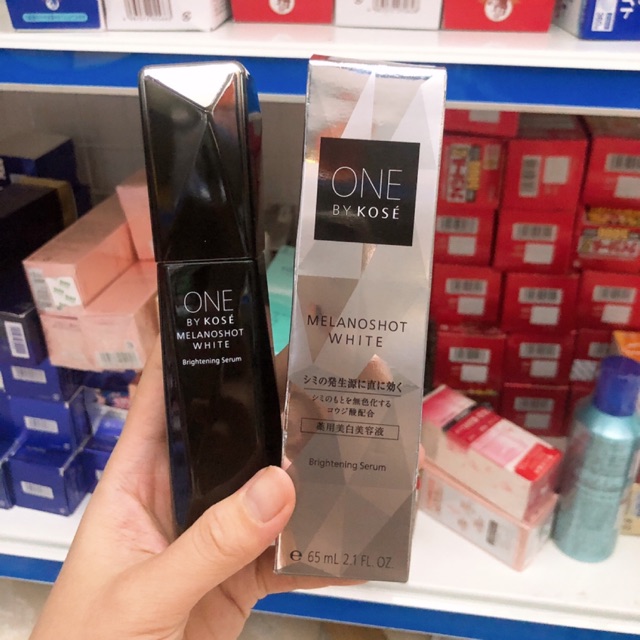 ONE
BY KOSÉ
MELANOSHOT
WHITE
Brightening Serum
ONE
BY KOSÉ
MELANOSHOT
WHITE
シミの発生源に直に効く
シミのもとを無色化する
コウジ酸配合
薬用美白美容液
Brightening Serum
e 65 mL 2.1 FL. OZ.